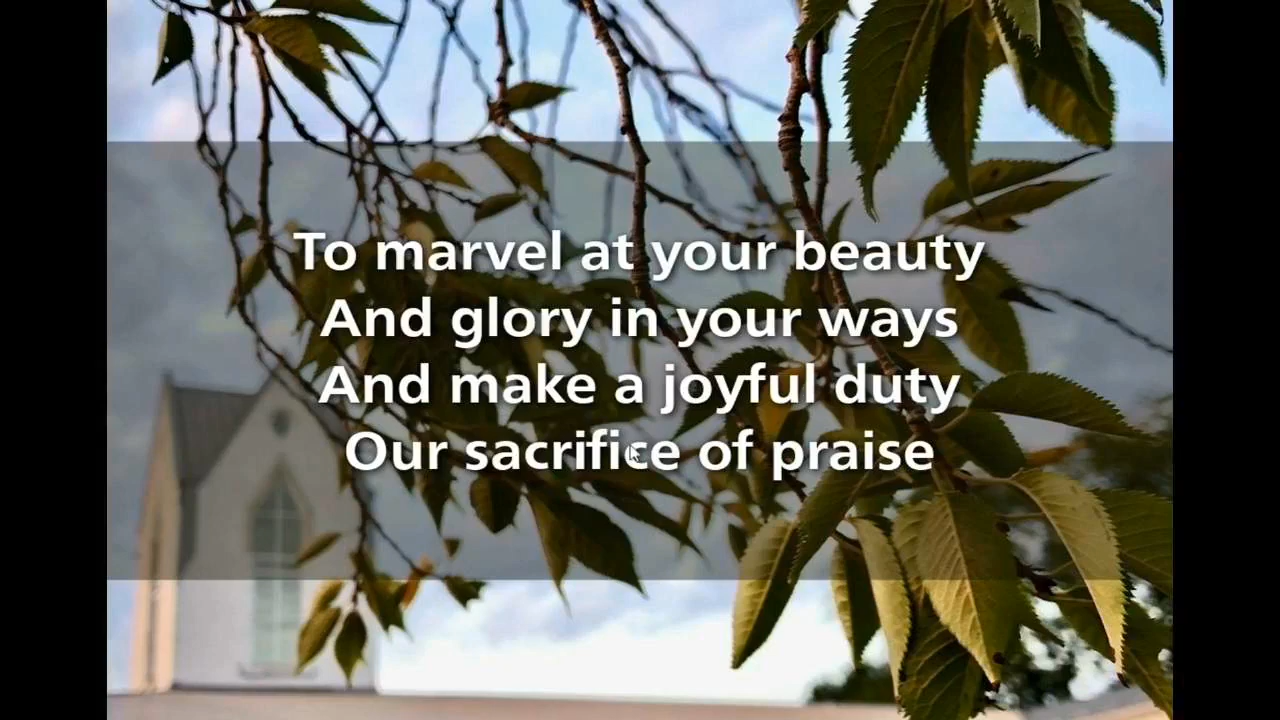 To marvel at your beauty
And glory in your ways
And make a joyful duty
Our sacrifice of praise